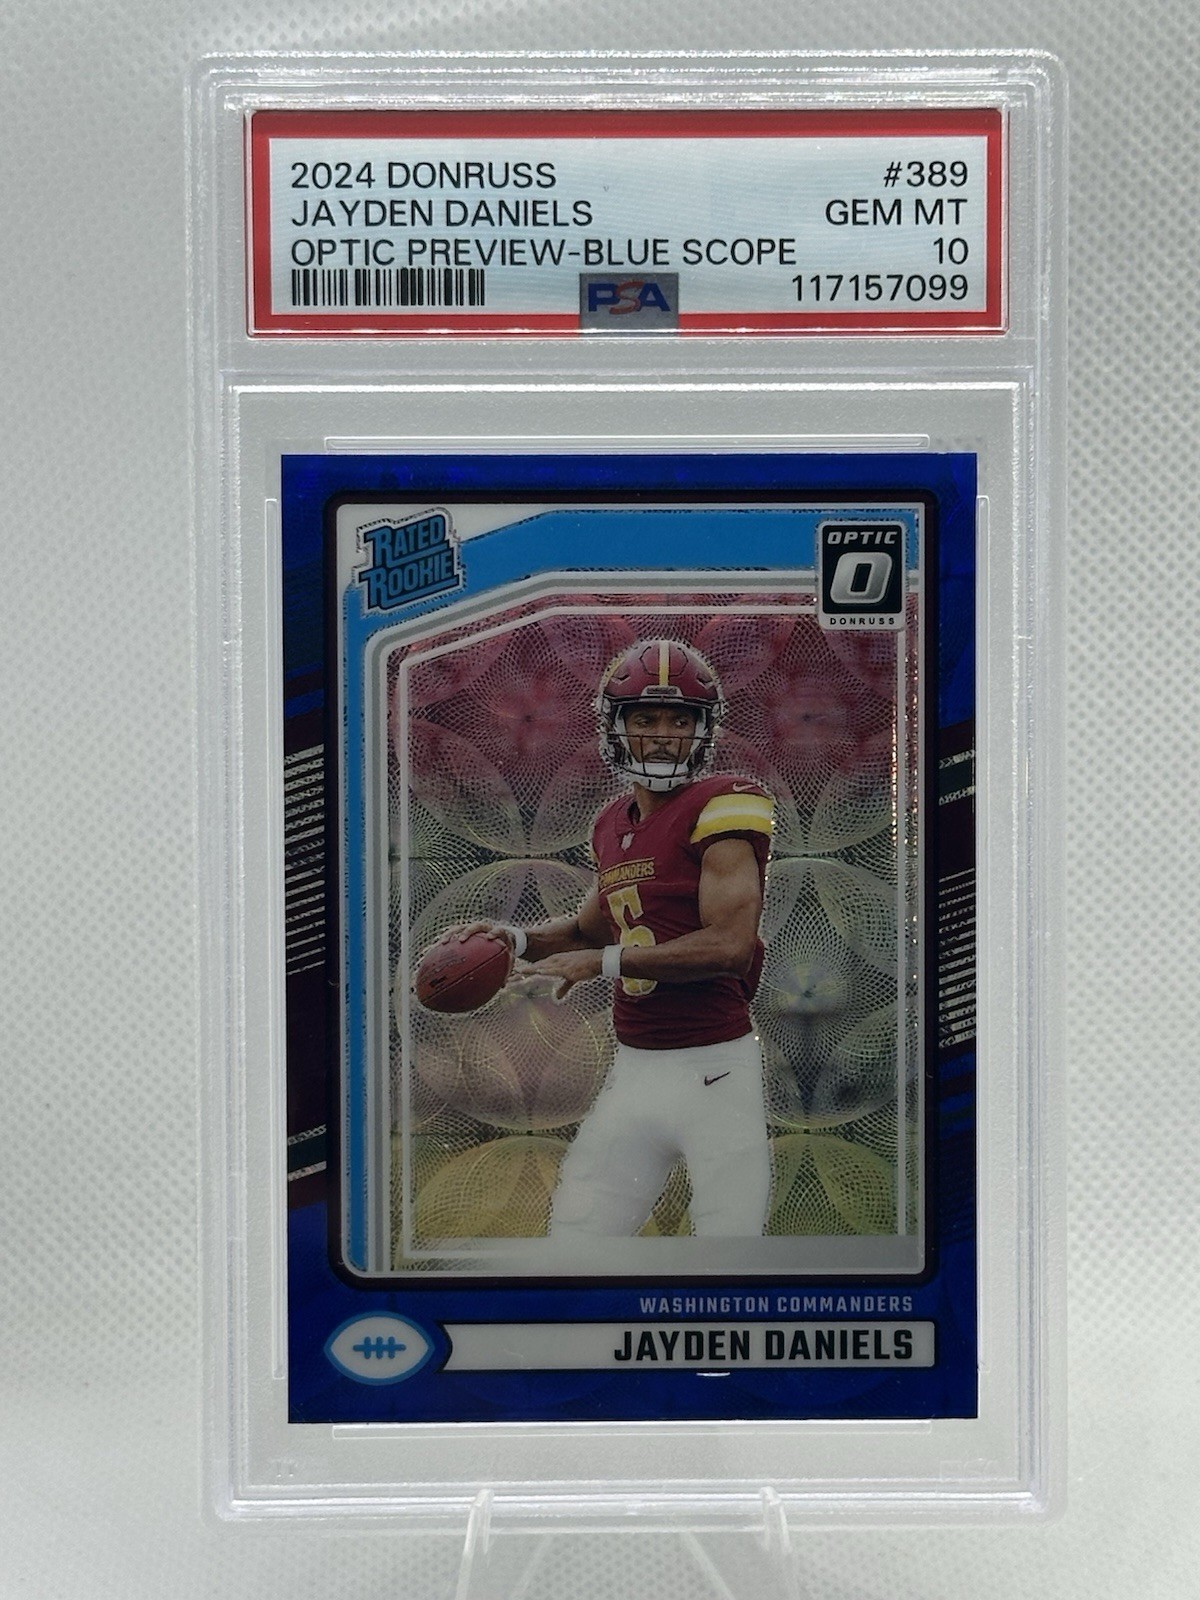 2024 DONRUSS #389
JAYDEN DANIELS GEM MT
OPTIC PREVIEW-BLUE SCOPE 10
PSA 117157099
RATED
ROOKIE
OPTIC
O
DONRUSS
COMMANDERS
5
WASHINGTON COMMANDERS
JAYDEN DANIELS